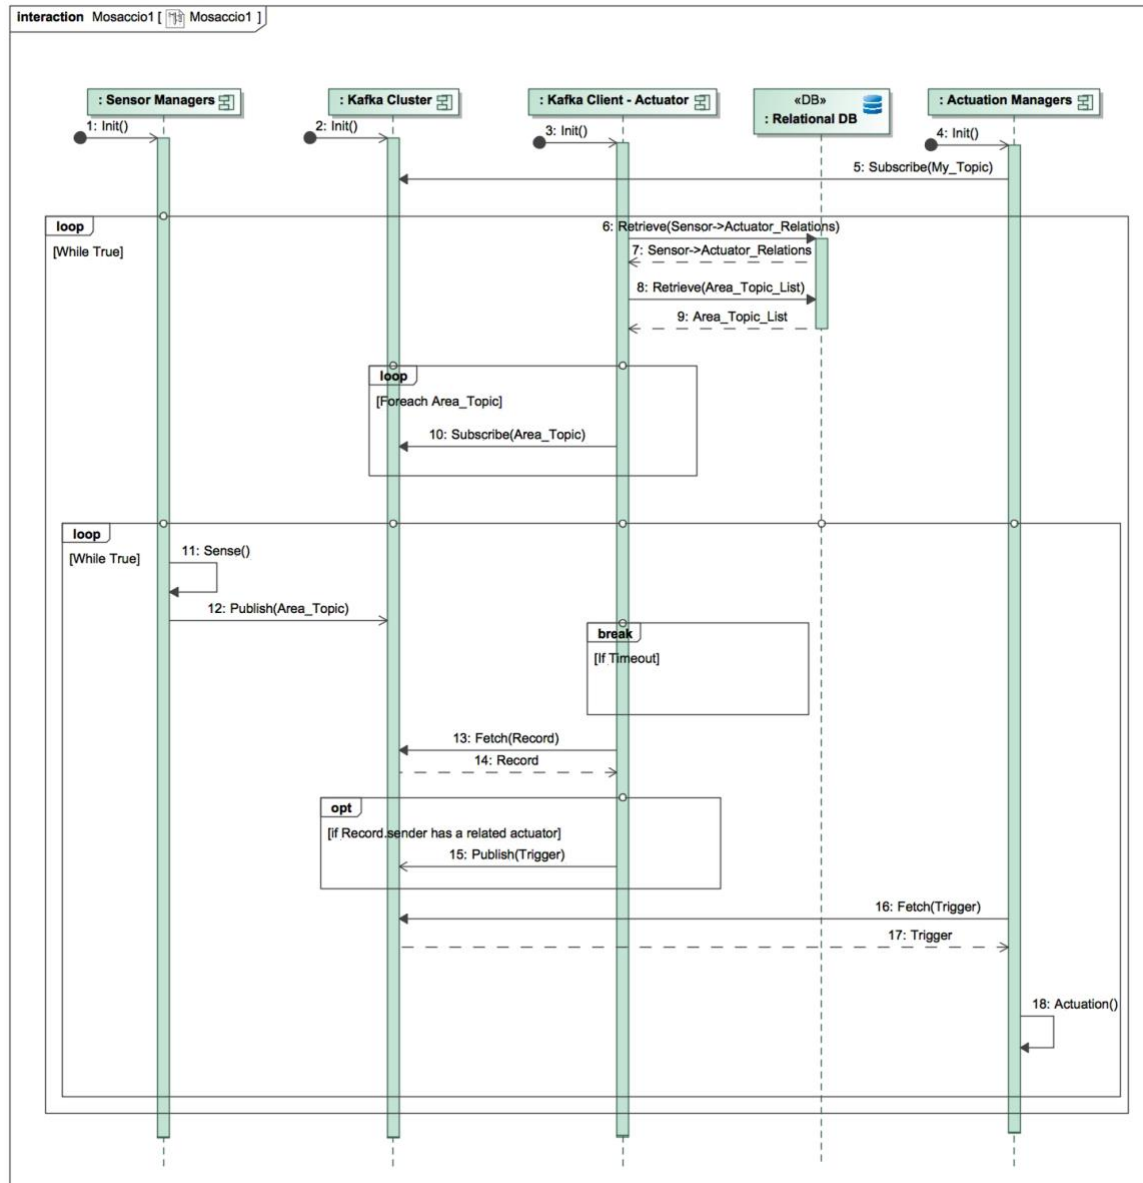 interaction Mosaccio1 [ Mosaccio1 ]
: Sensor Managers
: Kafka Cluster
: Kafka Client - Actuator
«DB»
: Relational DB
: Actuation Managers
1: Init()
2: Init()
3: Init()
4: Init()
5: Subscribe(My_Topic)
loop
[While True]
6: Retrieve(Sensor->Actuator_Relations)
7: Sensor->Actuator_Relations
8: Retrieve(Area_Topic_List)
9: Area_Topic_List
loop
[Foreach Area_Topic]
10: Subscribe(Area_Topic)
loop
[While True]
11: Sense()
12: Publish(Area_Topic)
break
[If Timeout]
13: Fetch(Record)
14: Record
opt
[if Record.sender has a related actuator]
15: Publish(Trigger)
16: Fetch(Trigger)
17: Trigger
18: Actuation()